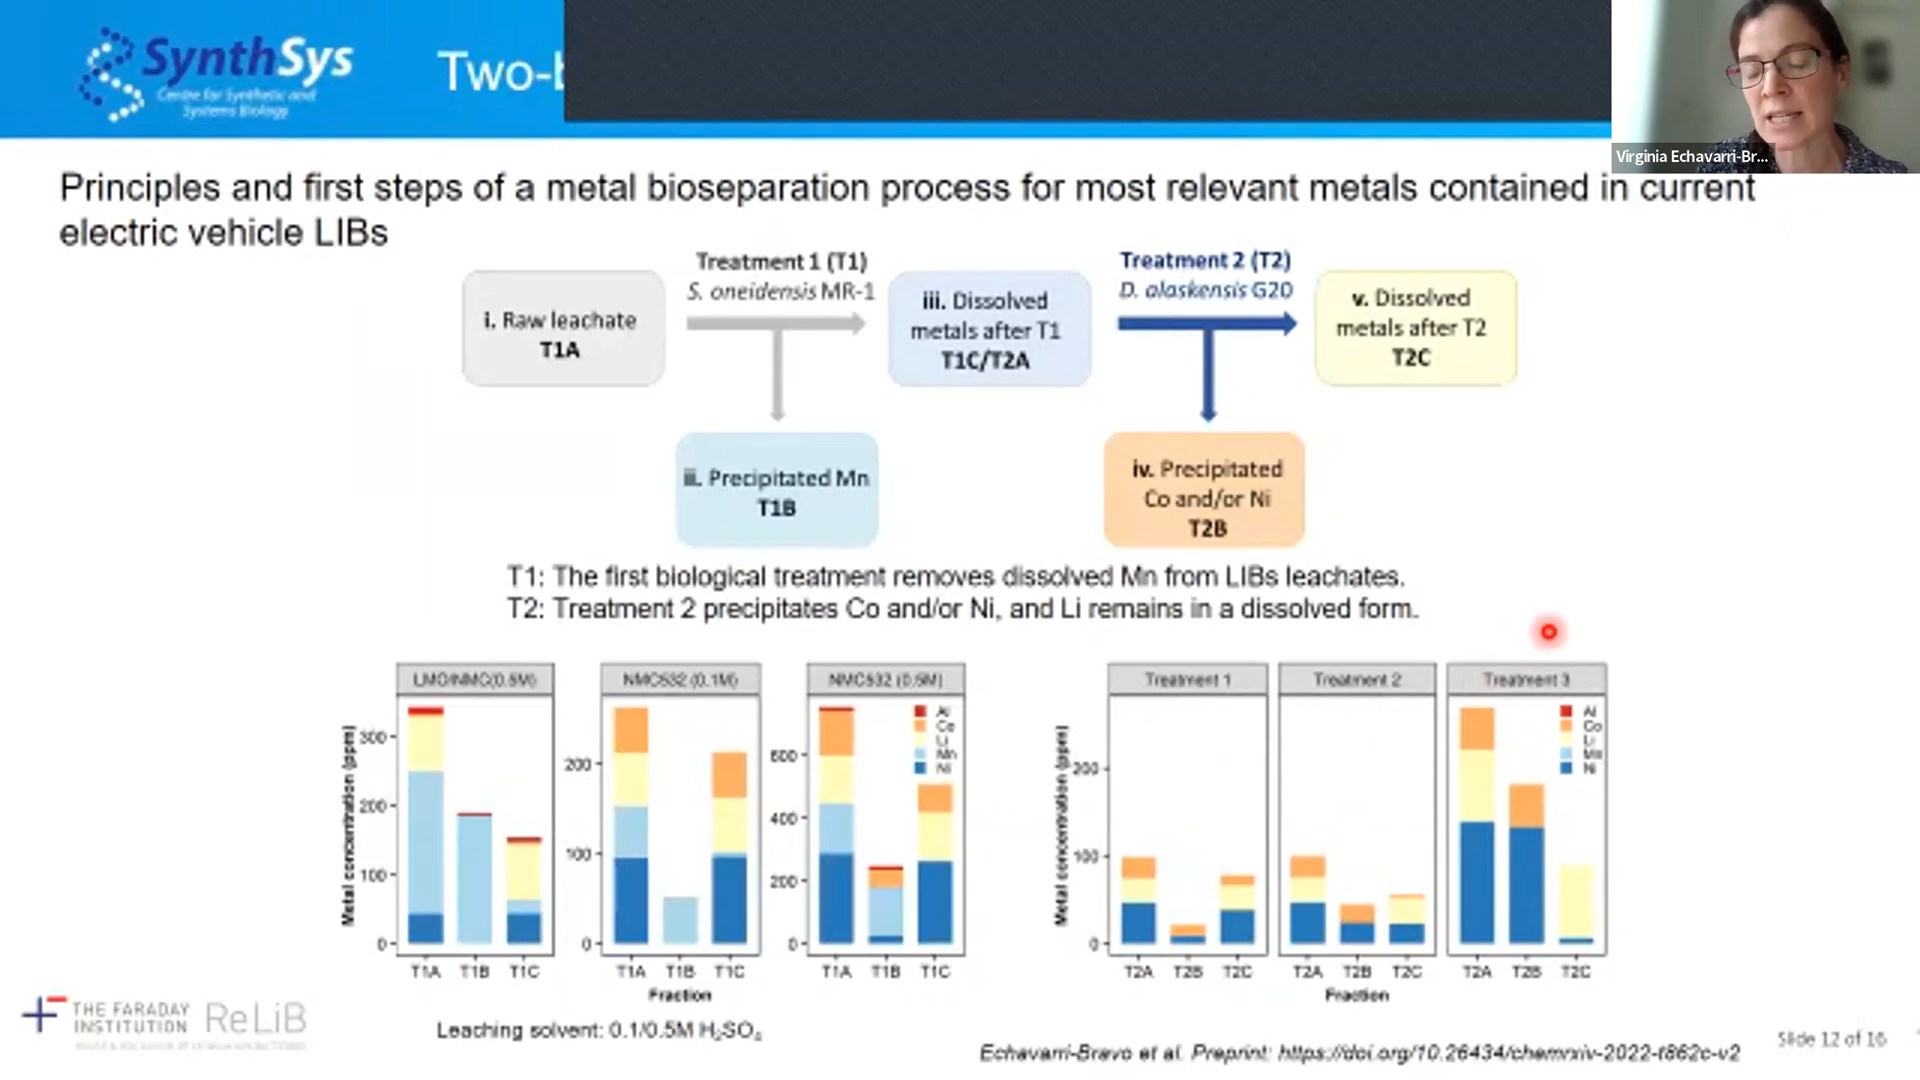 SynthSys
Centre for Synthetic and
Systems Biology
Two-b
Virginia Echavarri-Br...
Principles and first steps of a metal bioseparation process for most relevant metals contained in current
electric vehicle LIBs
Treatment 1 (T1)
S. oneidensis MR-1
Treatment 2 (T2)
D. alaskensis G20
i. Raw leachate
T1A
iii. Dissolved
metals after T1
T1C/T2A
v. Dissolved
metals after T2
T2C
ii. Precipitated Mn
T1B
iv. Precipitated
Co and/or Ni
T2B
T1: The first biological treatment removes dissolved Mn from LIBs leachates.
T2: Treatment 2 precipitates Co and/or Ni, and Li remains in a dissolved form.
LMO/NMC(0.5M)
NMC532 (0.1M)
NMC532 (0.5M)
Metal concentration (ppm)
300
200
100
0
200
100
0
600
400
200
0
Al
Co
Li
Mn
Ni
T1A T1B T1C
T1A T1B T1C
T1A T1B T1C
Fraction
Treatment 1
Treatment 2
Treatment 3
Metal concentration (ppm)
200
100
0
Al
Co
Li
Mn
Ni
T2A T2B T2C
T2A T2B T2C
T2A T2B T2C
Fraction
THE FARADAY
INSTITUTION
ReLiB
Leaching solvent: 0.1/0.5M H₂SO₄
Echavarri-Bravo et al. Preprint: https://doi.org/10.26434/chemrxiv-2022-t862c-v2
Slide 12 of 16